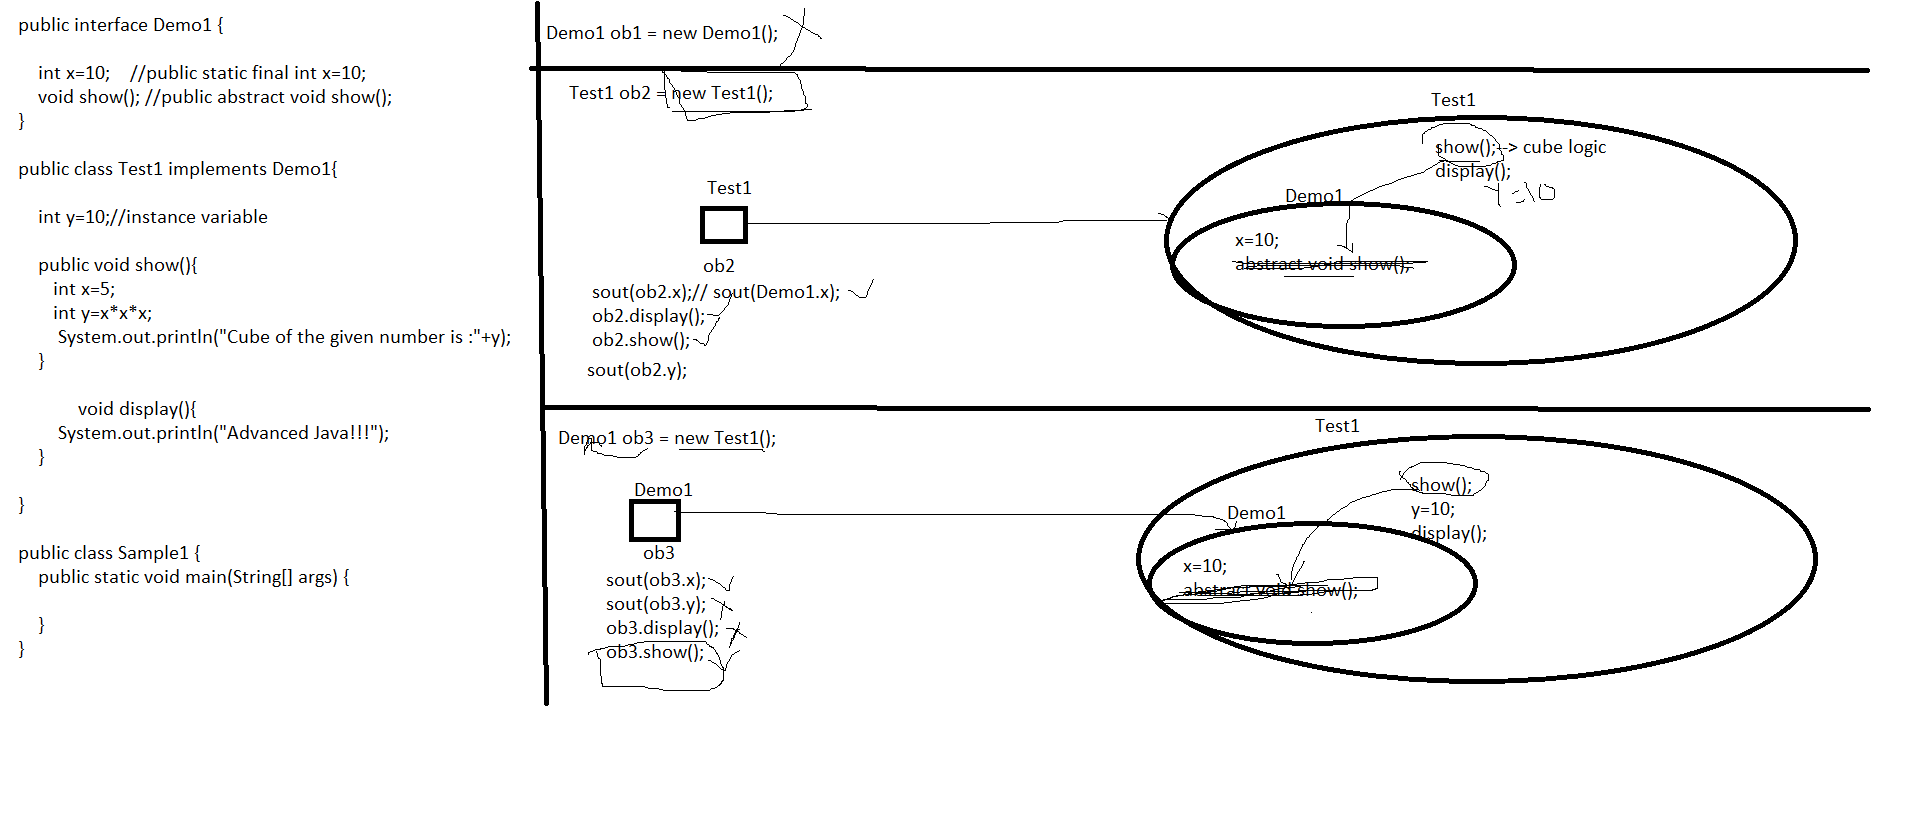 public interface Demo1 {
int x=10;    //public static final int x=10;
void show(); //public abstract void show();
}
public class Test1 implements Demo1{
int y=10;//instance variable
public void show(){
int x=5;
int y=x*x*x;
System.out.println("Cube of the given number is :"+y);
}
void display(){
System.out.println("Advanced Java!!!");
}
}
public class Sample1 {
public static void main(String[] args) {
}
}
Demo1 ob1 = new Demo1();
Test1 ob2 = new Test1();
Test1
ob2
sout(ob2.x);// sout(Demo1.x);
ob2.display();
ob2.show();
sout(ob2.y);
Test1
show();--> cube logic
display();
Y=10
Demo1
x=10;
abstract void show();
Demo1 ob3 = new Test1();
Demo1
ob3
sout(ob3.x);
sout(ob3.y);
ob3.display();
ob3.show();
Test1
show();
y=10;
display();
Demo1
x=10;
abstract void show();